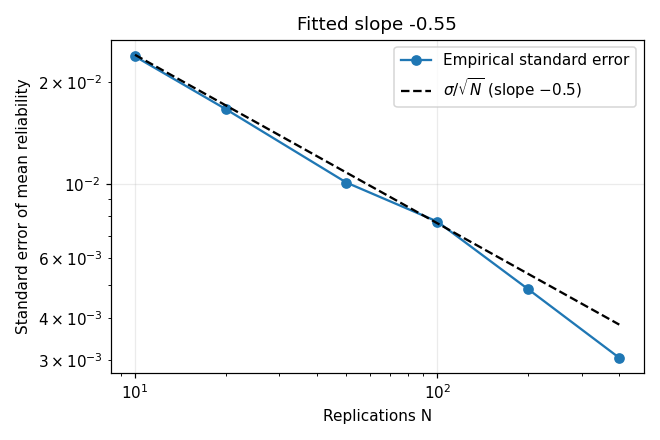 Fitted slope -0.55
Empirical standard error
σ/√N (slope −0.5)
Standard error of mean reliability
2 × 10⁻²
10⁻²
6 × 10⁻³
4 × 10⁻³
3 × 10⁻³
10¹
10²
Replications N